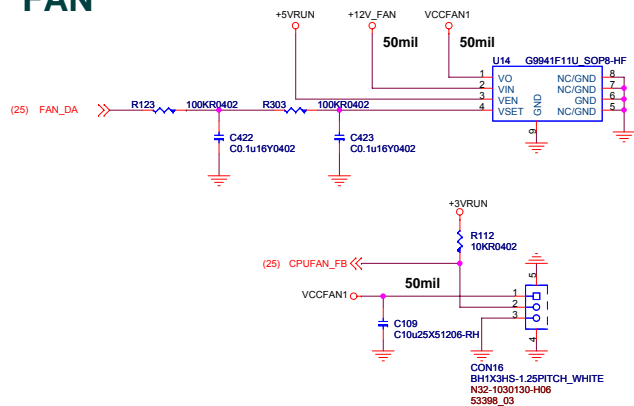 FAN
+5VRUN
+12V_FAN
VCCFAN1
50mil
50mil
U14
G9941F11U_SOP8-HF
1
VO
NC/GND
8
2
VIN
NC/GND
7
3
VEN
GND
6
4
VSET
NC/GND
5
GND
9
(25)
FAN_DA
R123
100KR0402
R303
100KR0402
C422
C0.1u16Y0402
C423
C0.1u16Y0402
+3VRUN
R112
10KR0402
(25)
CPUFAN_FB
50mil
VCCFAN1
5
1
2
3
4
C109
C10u25X51206-RH
CON16
BH1X3HS-1.25PITCH_WHITE
N32-1030130-H06
53398_03